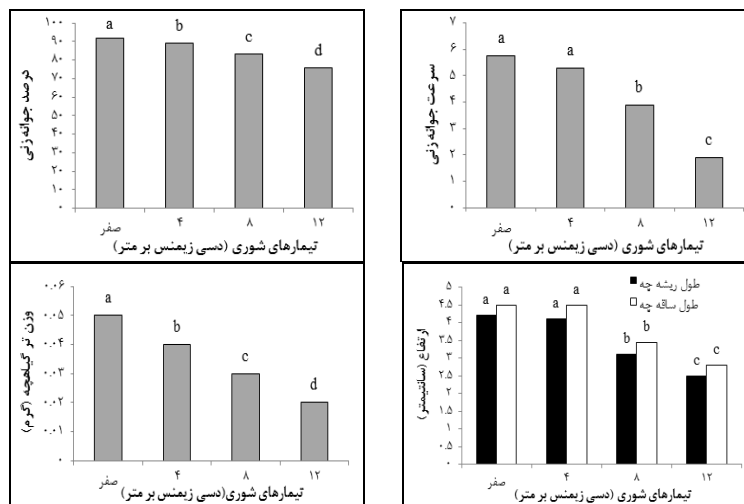 درصد جوانه زنی
۱۰۰
۹۰
۸۰
۷۰
۶۰
۵۰
۴۰
۳۰
۲۰
۱۰
۰
a b c d
صفر ۴ ۸ ۱۲
تیمارهای شوری (دسی زیمنس بر متر)
سرعت جوانه زنی
۷
۶
۵
۴
۳
۲
۱
۰
a a b c
صفر ۴ ۸ ۱۲
تیمارهای شوری (دسی زیمنس بر متر)
وزن تر گیاهچه (گرم)
۰.۰۶
۰.۰۵
۰.۰۴
۰.۰۳
۰.۰۲
۰.۰۱
۰
a b c d
صفر ۴ ۸ ۱۲
تیمارهای شوری(دسی زیمنس بر متر)
ارتفاع (سانتیمتر)
طول ریشه چه
طول ساقه چه
۵
۴.۵
۴
۳.۵
۳
۲.۵
۲
۱.۵
۱
۰.۵
۰
a a a a b b c c
صفر ۴ ۸ ۱۲
تیمارهای شوری (دسی زیمنس بر متر)